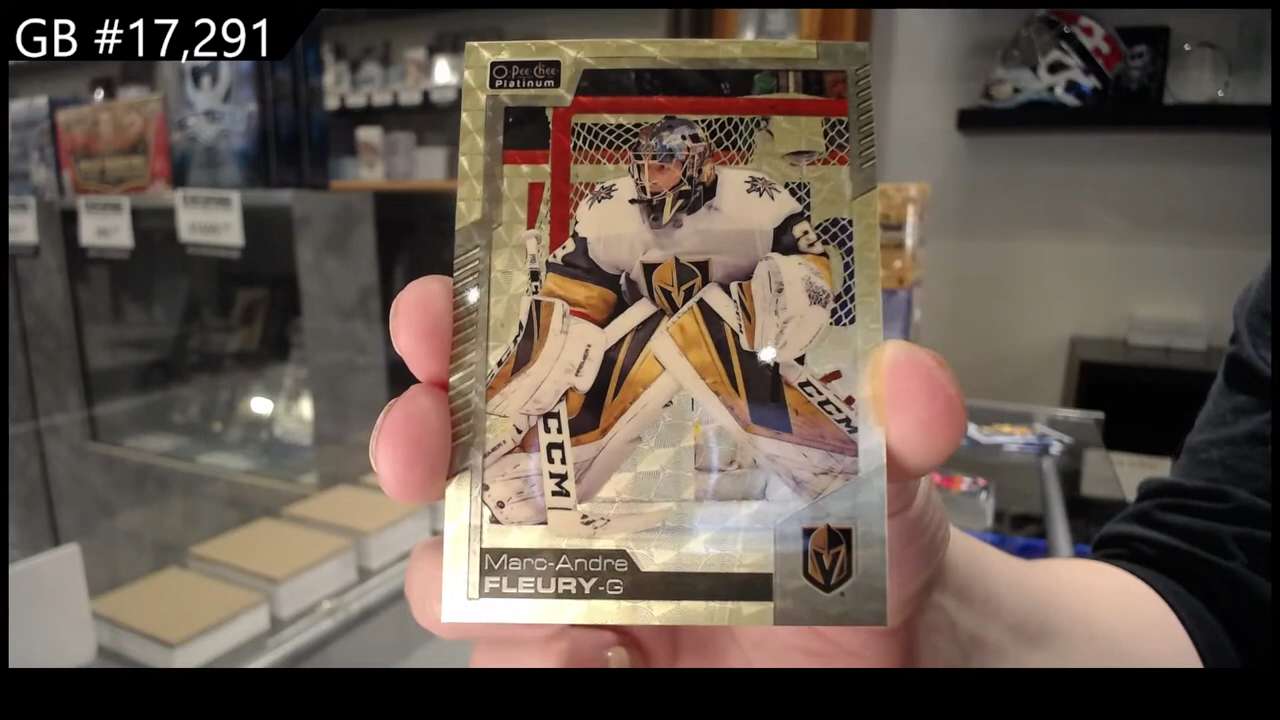 GB #17,291
O-Pee-Chee
Platinum
CCM
CCM
Marc-Andre
FLEURY-G